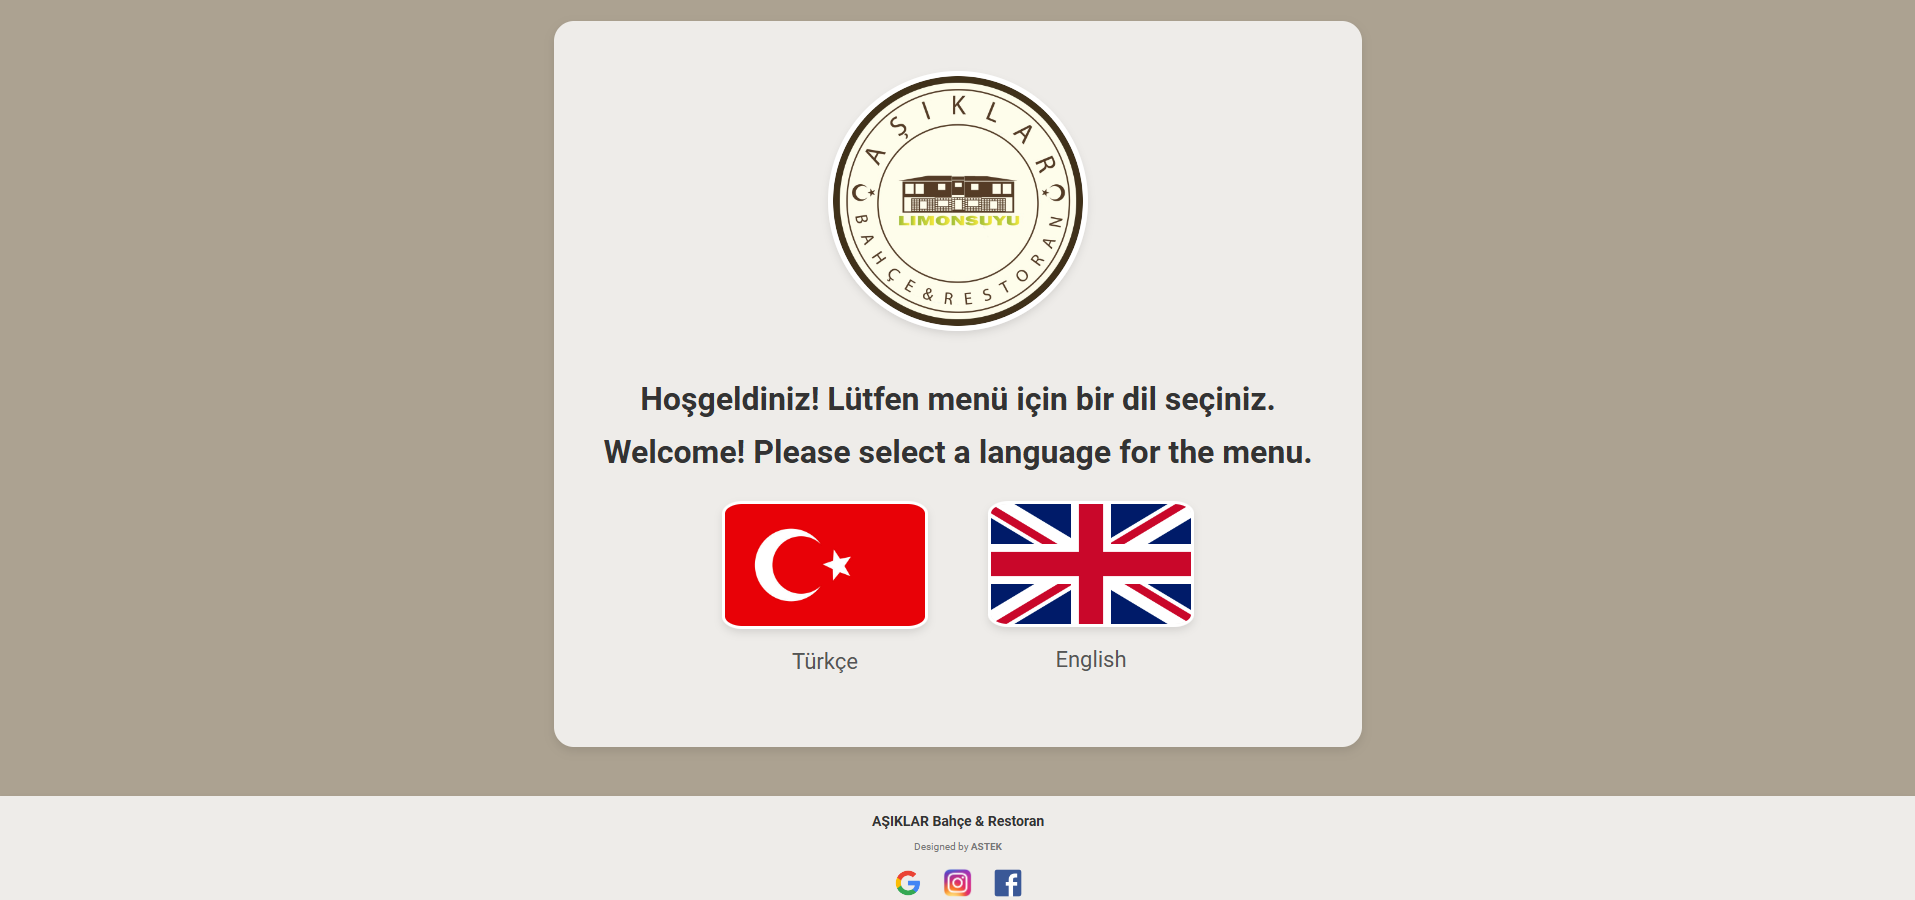 AŞIKLAR
LIMONSUYU
BAHÇE&RESTORAN
Hoşgeldiniz! Lütfen menü için bir dil seçiniz.
Welcome! Please select a language for the menu.
Türkçe
English
AŞIKLAR Bahçe & Restoran
Designed by ASTEK